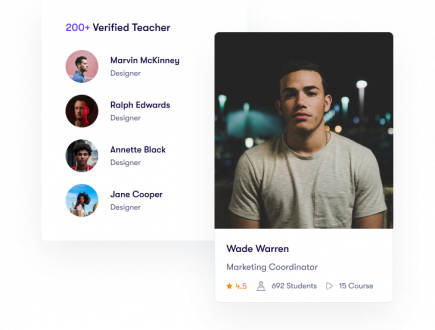 200+ Verified Teacher
Marvin McKinney
Designer
Ralph Edwards
Designer
Annette Black
Designer
Jane Cooper
Designer
Wade Warren
Marketing Coordinator
4.5 692 Students 15 Course